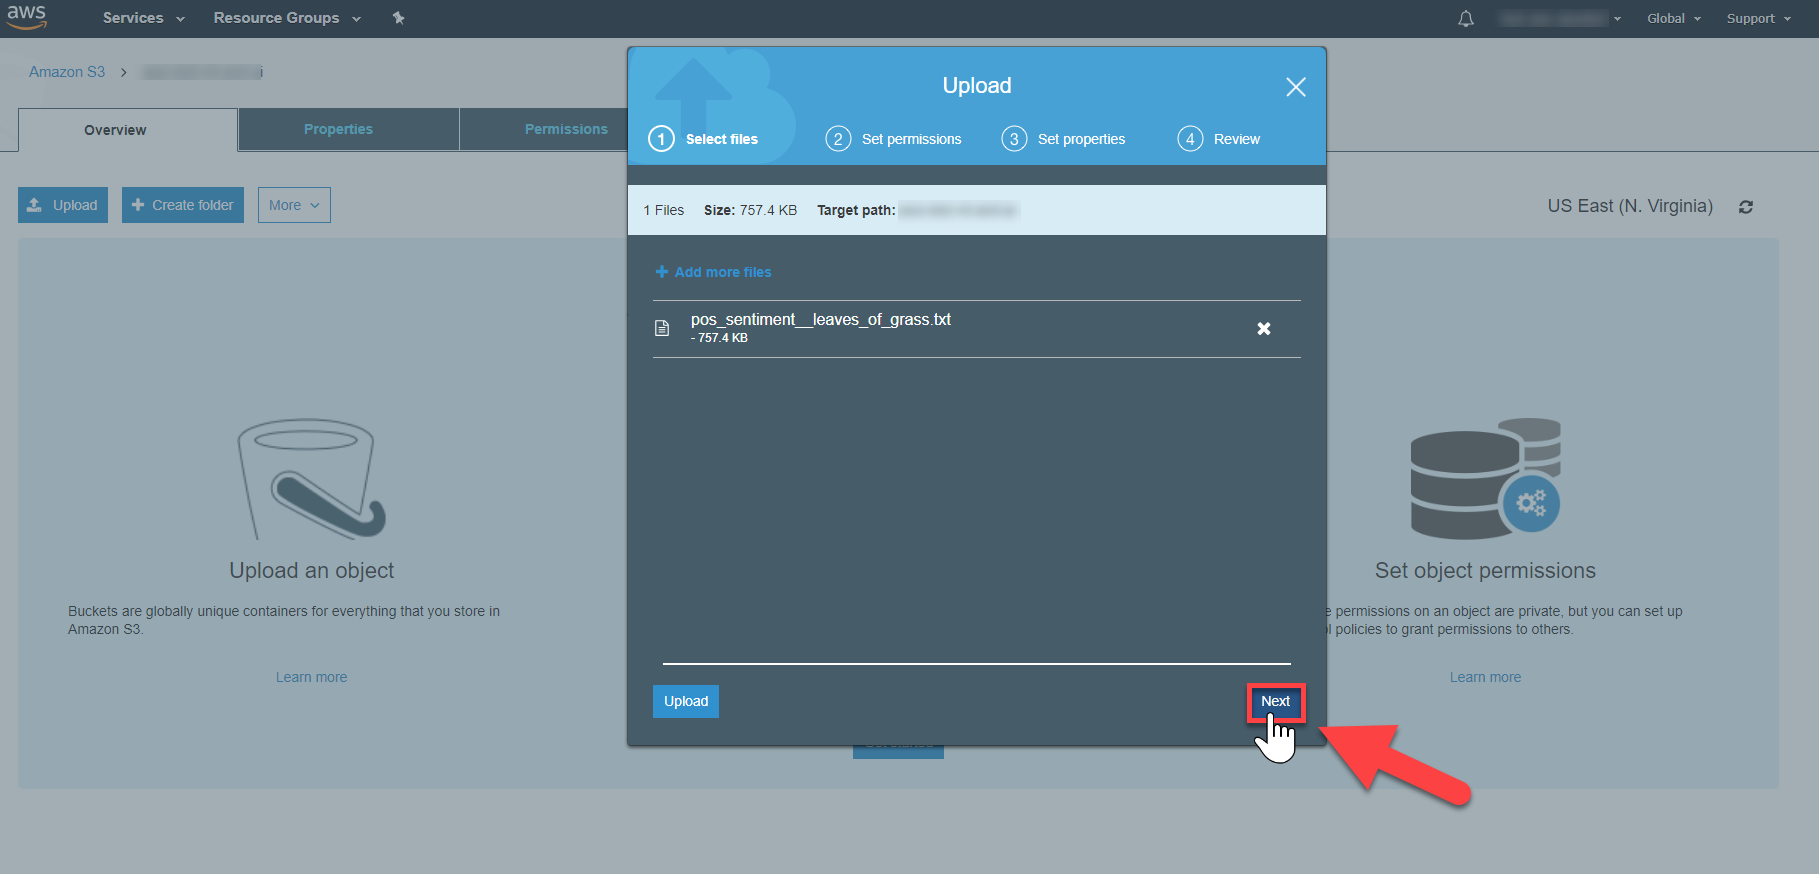 aws Services Resource Groups Global Support
Amazon S3
Overview Properties Permissions
Upload Create folder More
US East (N. Virginia)
Upload
1 Select files 2 Set permissions 3 Set properties 4 Review
1 Files Size: 757.4 KB Target path:
Add more files
pos_sentiment__leaves_of_grass.txt
- 757.4 KB
Upload Next
Upload an object
Buckets are globally unique containers for everything that you store in
Amazon S3.
Learn more
Set object permissions
permissions on an object are private, but you can set up
policies to grant permissions to others.
Learn more